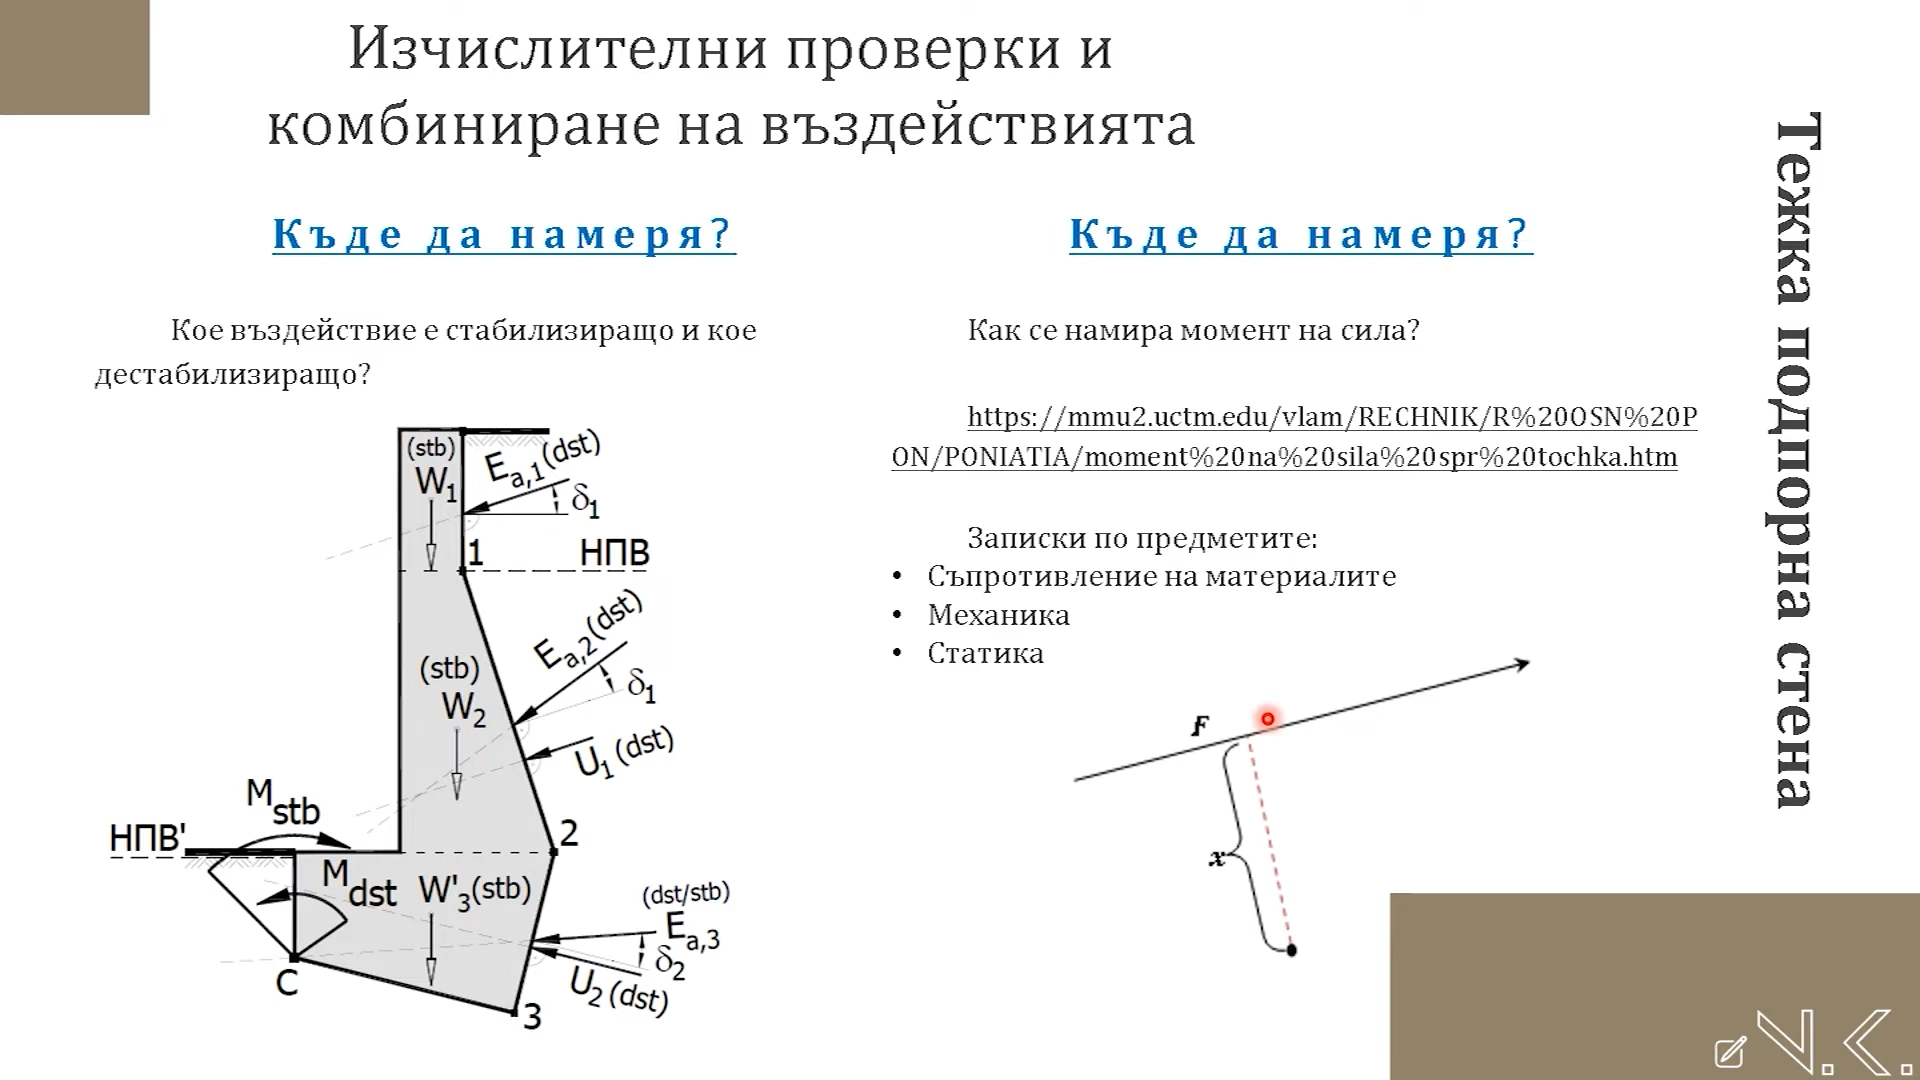 Изчислителни проверки и
комбиниране на въздействията
Къде да намеря?
Кое въздействие е стабилизиращо и кое
дестабилизиращо?
(stb)
W1
Ea,1(dst)
δ1
1
НПВ
Ea,2(dst)
δ1
(stb)
W2
U1(dst)
Mstb
НПВ'
2
Mdst
W'3(stb)
(dst/stb)
Ea,3
δ2
U2(dst)
C
3
Къде да намеря?
Как се намира момент на сила?
https://mmu2.uctm.edu/vlam/RECHNIK/R%20OSN%20P
ON/PONIATIA/moment%20na%20sila%20spr%20tochka.htm
Записки по предметите:
• Съпротивление на материалите
• Механика
• Статика
F
x
Тежка подпорна стена
V.K.